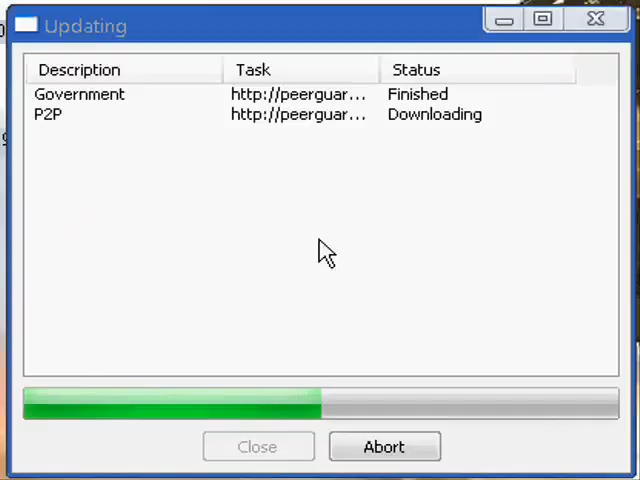 Updating
Description Task Status
Government http://peerguar... Finished
P2P http://peerguar... Downloading
Close Abort